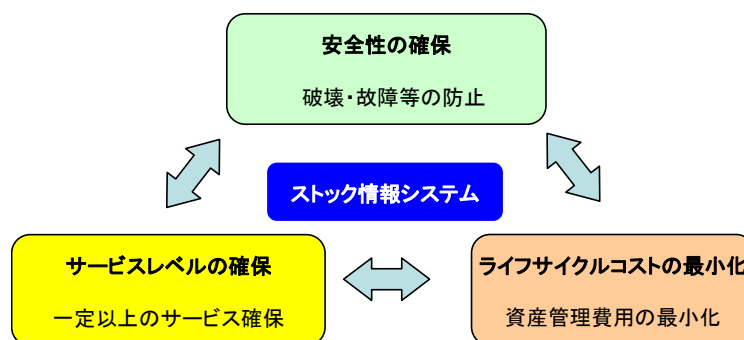 安全性の確保
破壊・故障等の防止
ストック情報システム
サービスレベルの確保
一定以上のサービス確保
ライフサイクルコストの最小化
資産管理費用の最小化